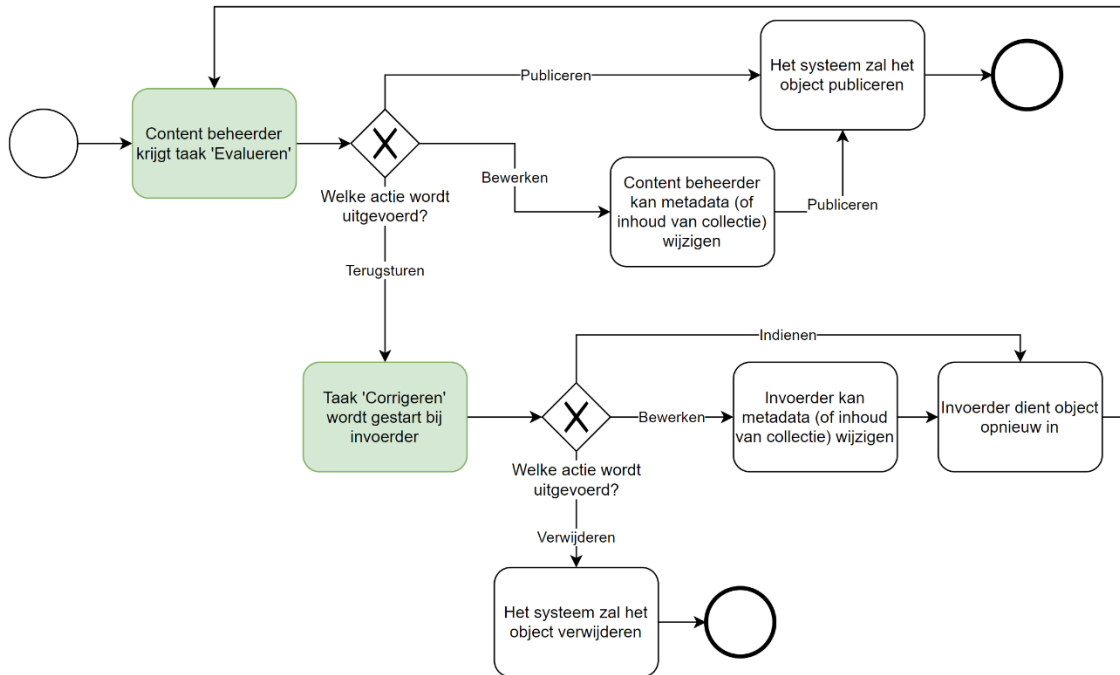 Publiceren
Het systeem zal het
object publiceren
Content beheerder
krijgt taak 'Evalueren'
Bewerken
Content beheerder
kan metadata (of
inhoud van collectie)
wijzigen
Publiceren
Welke actie wordt
uitgevoerd?
Terugsturen
Indienen
Taak 'Corrigeren'
wordt gestart bij
invoerder
Bewerken
Invoerder kan
metadata (of inhoud
van collectie) wijzigen
Invoerder dient object
opnieuw in
Welke actie wordt
uitgevoerd?
Verwijderen
Het systeem zal het
object verwijderen